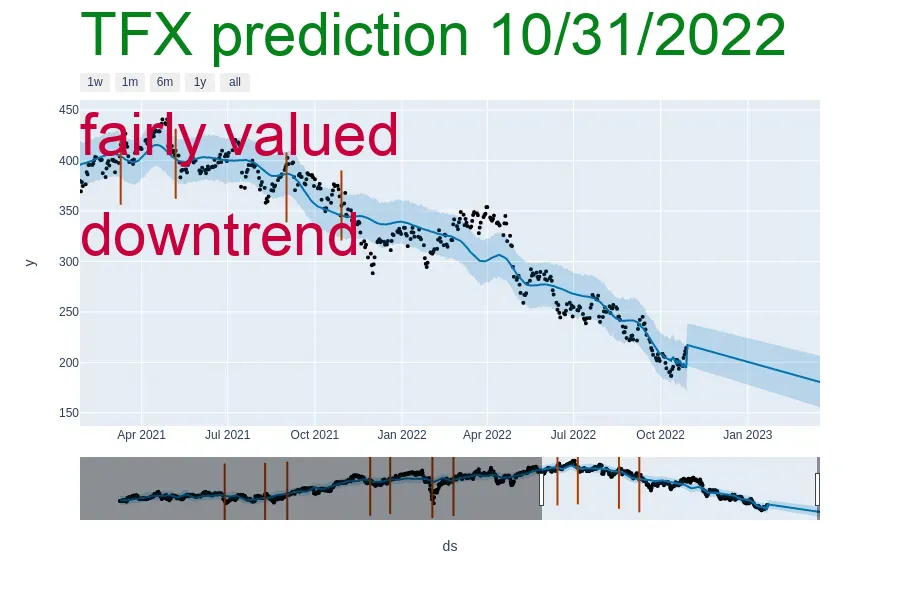 TFX prediction 10/31/2022
1w 1m 6m 1y all
fairly valued
downtrend
450
400
350
300
250
200
150
y
Apr 2021 Jul 2021 Oct 2021 Jan 2022 Apr 2022 Jul 2022 Oct 2022 Jan 2023
ds